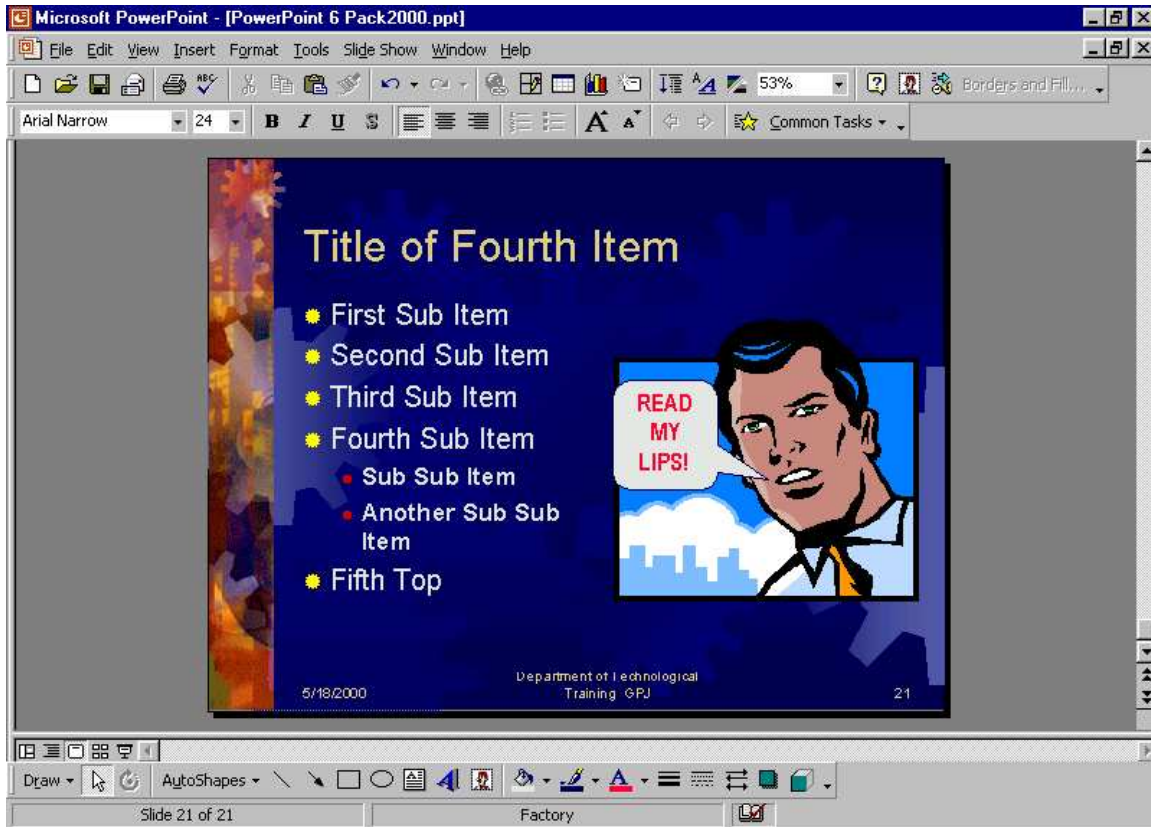 Microsoft PowerPoint - [PowerPoint 6 Pack2000.ppt]
File Edit View Insert Format Tools Slide Show Window Help
ABC A A 53% Borders and Fill...
Arial Narrow 24 B I U S A A Common Tasks
Title of Fourth Item
First Sub Item
Second Sub Item
Third Sub Item
Fourth Sub Item
Sub Sub Item
Another Sub Sub
Item
Fifth Top
READ
MY
LIPS!
5/18/2000
Department of Technological
Training GPJ
21
Draw AutoShapes A A
Slide 21 of 21 Factory